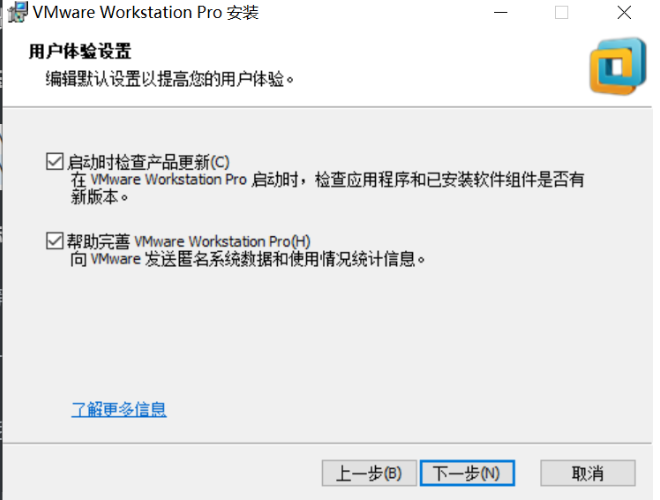 VMware Workstation Pro 安装
用户体验设置
编辑默认设置以提高您的用户体验。
启动时检查产品更新(C)
在 VMware Workstation Pro 启动时，检查应用程序和已安装软件组件是否有
新版本。
帮助完善 VMware Workstation Pro(H)
向 VMware 发送匿名系统数据和使用情况统计信息。
了解更多信息
上一步(B) 下一步(N) 取消